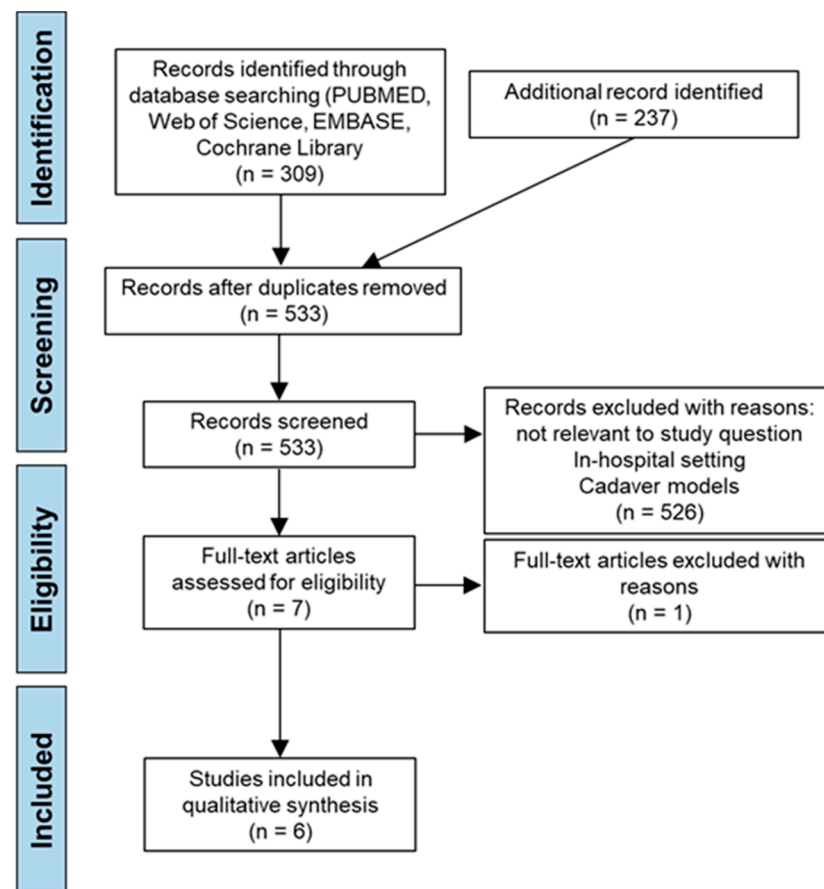 Identification
Records identified through
database searching (PUBMED,
Web of Science, EMBASE,
Cochrane Library
(n = 309)
Additional record identified
(n = 237)
Screening
Records after duplicates removed
(n = 533)
Records screened
(n = 533)
Records excluded with reasons:
not relevant to study question
In-hospital setting
Cadaver models
(n = 526)
Eligibility
Full-text articles
assessed for eligibility
(n = 7)
Full-text articles excluded with
reasons
(n = 1)
Included
Studies included in
qualitative synthesis
(n = 6)